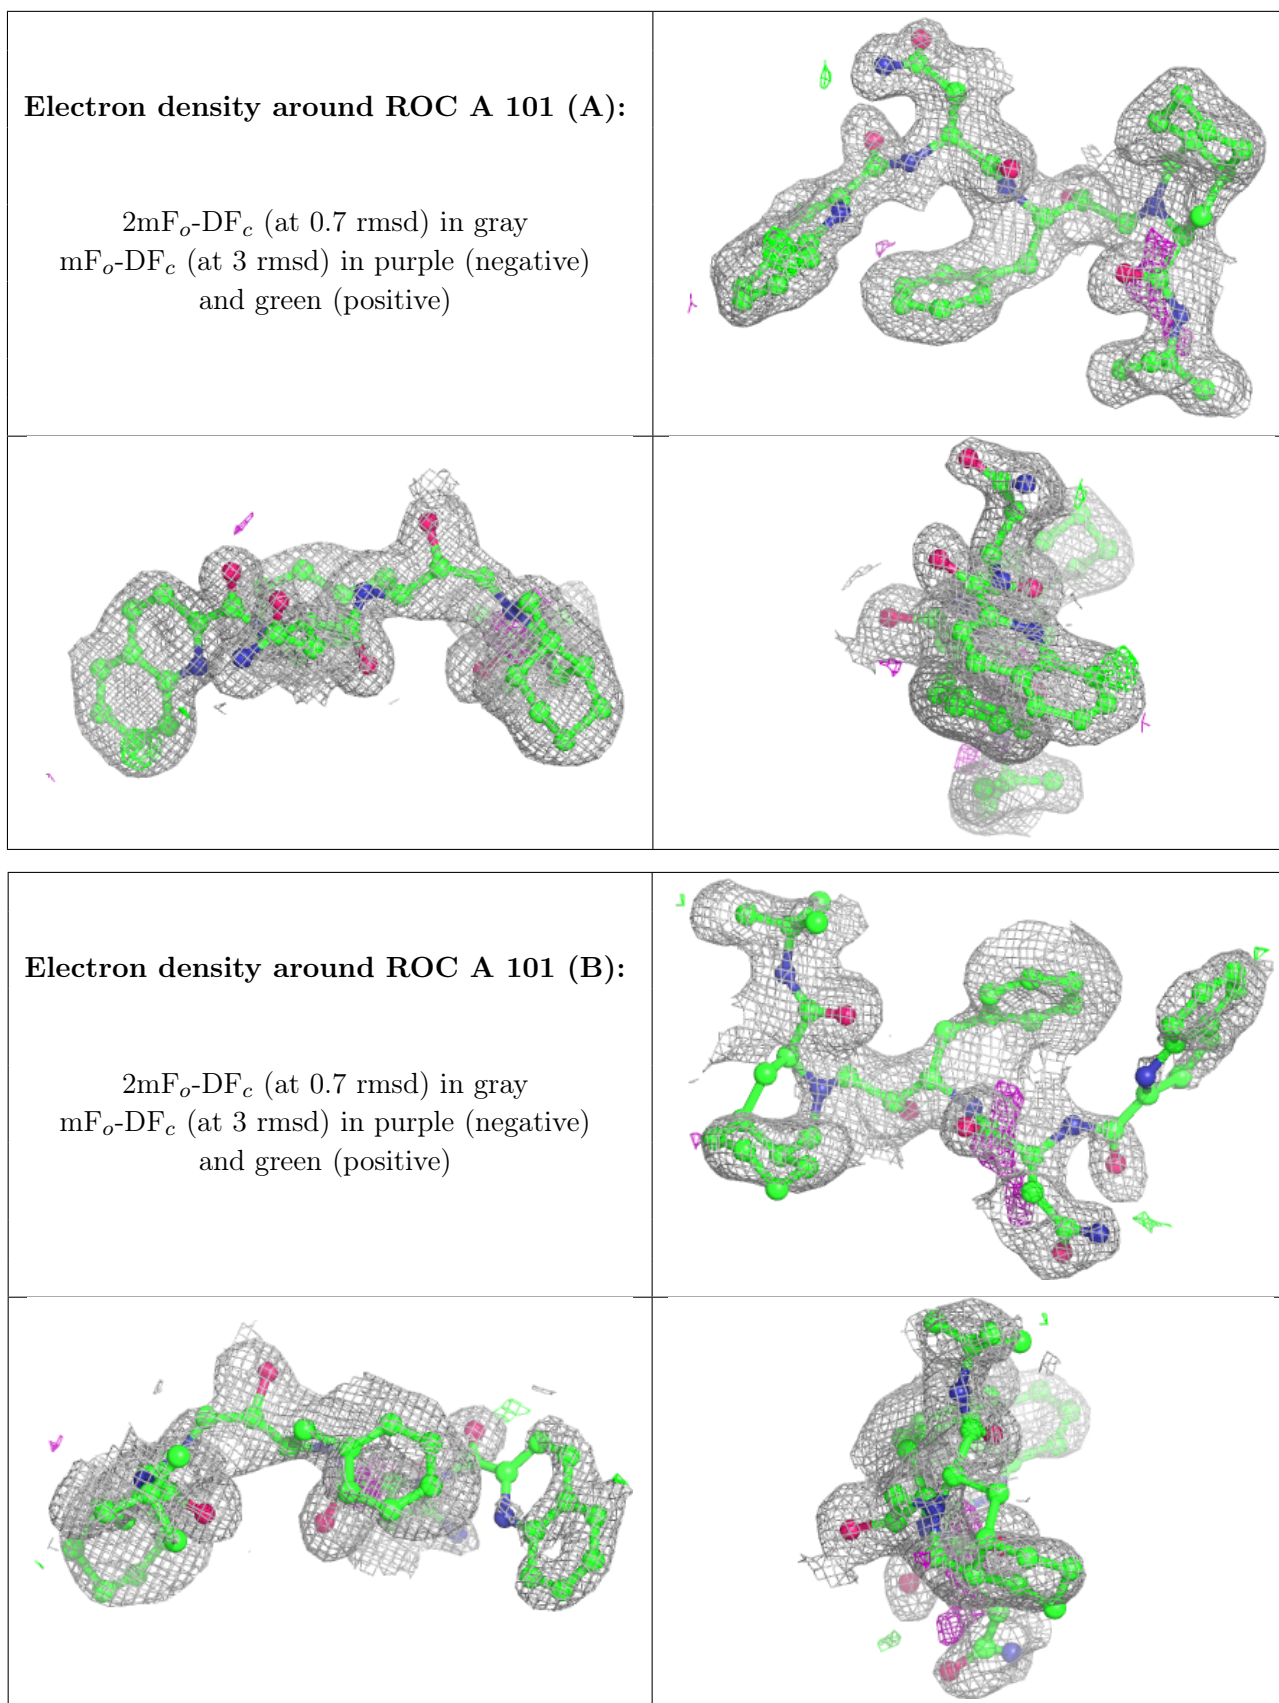 Electron density around ROC A 101 (A):
2mFo-DFc (at 0.7 rmsd) in gray
mFo-DFc (at 3 rmsd) in purple (negative)
and green (positive)
Electron density around ROC A 101 (B):
2mFo-DFc (at 0.7 rmsd) in gray
mFo-DFc (at 3 rmsd) in purple (negative)
and green (positive)